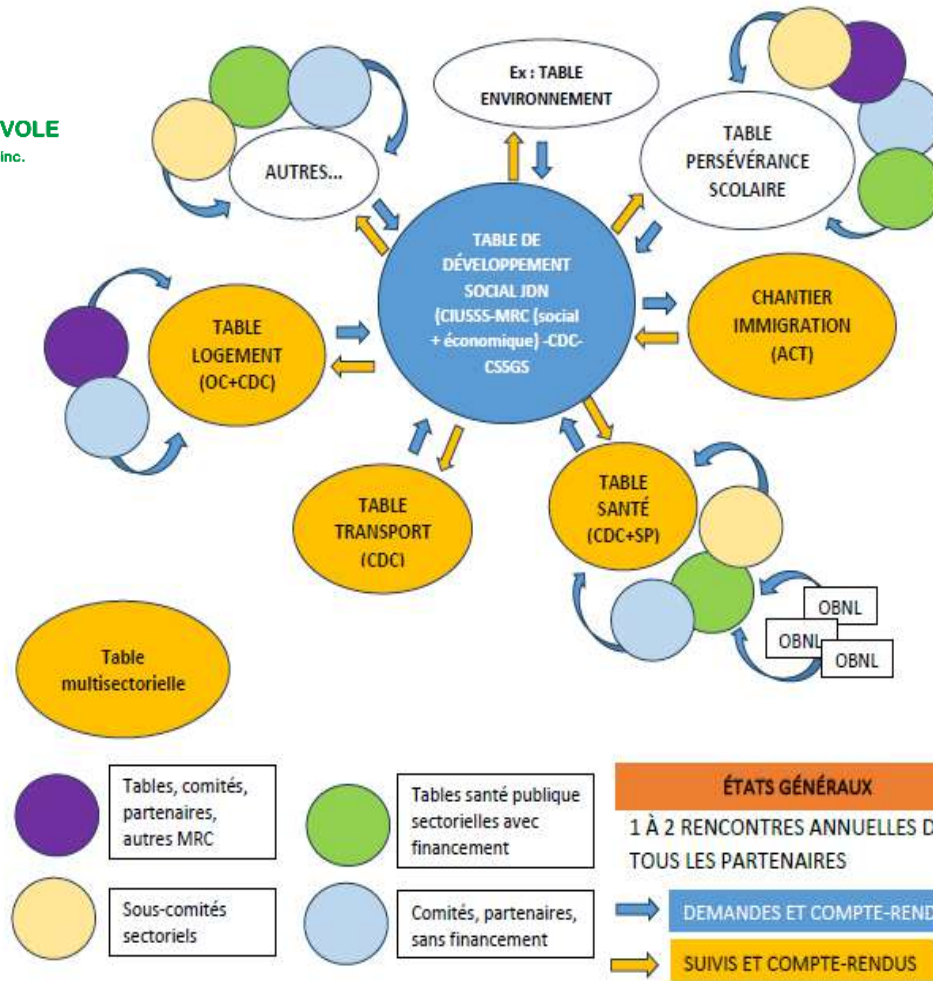 VOLE
inc.
Ex : TABLE
ENVIRONNEMENT
AUTRES...
TABLE
PERSÉVÉRANCE
SCOLAIRE
TABLE DE
DÉVELOPPEMENT
SOCIAL JDN
(CIUSSS-MRC (social
+ économique) -CDC-
CSSGS
TABLE
LOGEMENT
(OC+CDC)
CHANTIER
IMMIGRATION
(ACT)
TABLE
TRANSPORT
(CDC)
TABLE
SANTÉ
(CDC+SP)
OBNL
OBNL
OBNL
Table
multisectorielle
Tables, comités,
partenaires,
autres MRC
Tables santé publique
sectorielles avec
financement
Sous-comités
sectoriels
Comités, partenaires,
sans financement
ÉTATS GÉNÉRAUX
1 À 2 RENCONTRES ANNUELLES D
TOUS LES PARTENAIRES
DEMANDES ET COMPTE-REND
SUIVIS ET COMPTE-RENDUS